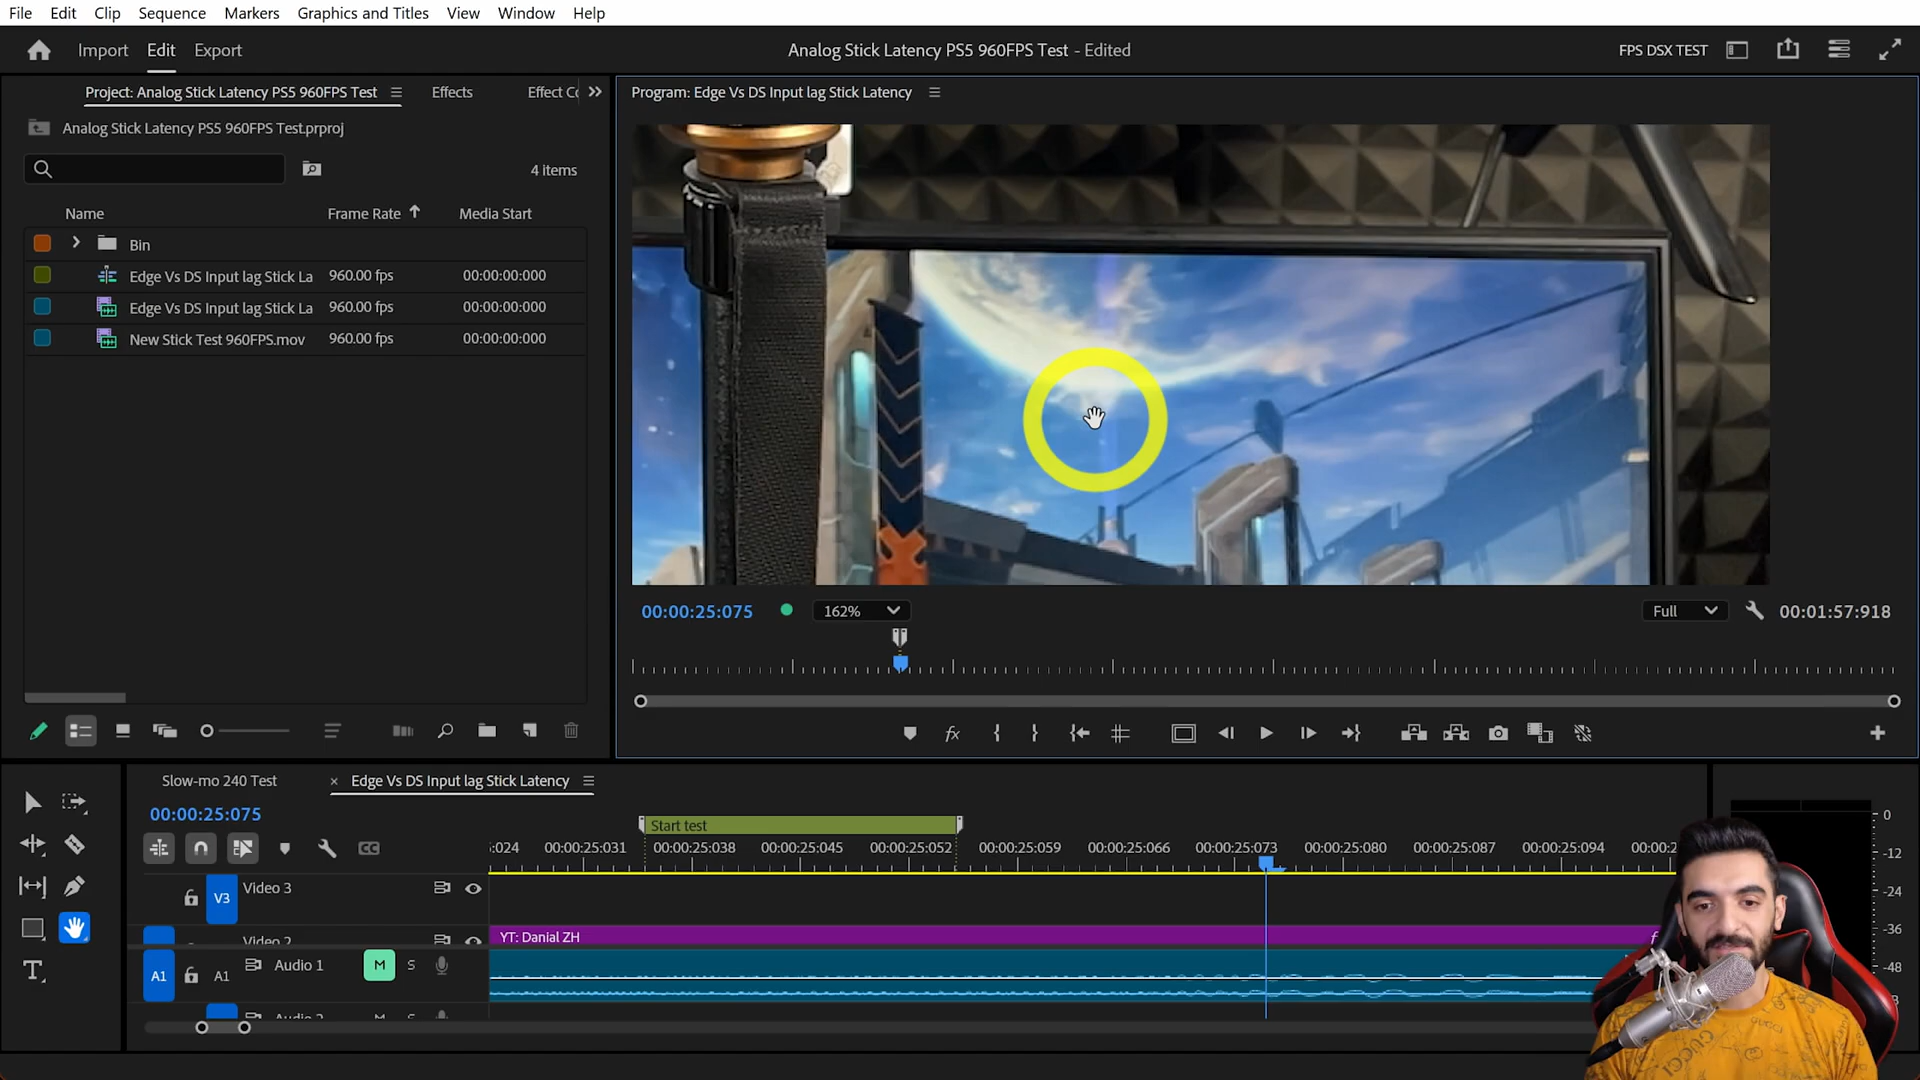 File Edit Clip Sequence Markers Graphics and Titles View Window Help
Import Edit Export
Analog Stick Latency PS5 960FPS Test - Edited
FPS DSX TEST
Project: Analog Stick Latency PS5 960FPS Test
Effects
Effect Co
Analog Stick Latency PS5 960FPS Test.prproj
4 items
Name Frame Rate Media Start
Bin
Edge Vs DS Input lag Stick La 960.00 fps 00:00:00:000
Edge Vs DS Input lag Stick La 960.00 fps 00:00:00:000
New Stick Test 960FPS.mov 960.00 fps 00:00:00:000
Program: Edge Vs DS Input lag Stick Latency
00:00:25:075
162%
Full
00:01:57:918
fx
Slow-mo 240 Test
Edge Vs DS Input lag Stick Latency
00:00:25:075
CC
Start test
:024 00:00:25:031 00:00:25:038 00:00:25:045 00:00:25:052 00:00:25:059 00:00:25:066 00:00:25:073 00:00:25:080 00:00:25:087 00:00:25:094 00:00:2
V3 Video 3
Video 2
YT: Danial ZH
A1 A1 Audio 1 M S
Audio 2 M S
T
0
-12
-24
-36
-48
GUCCI